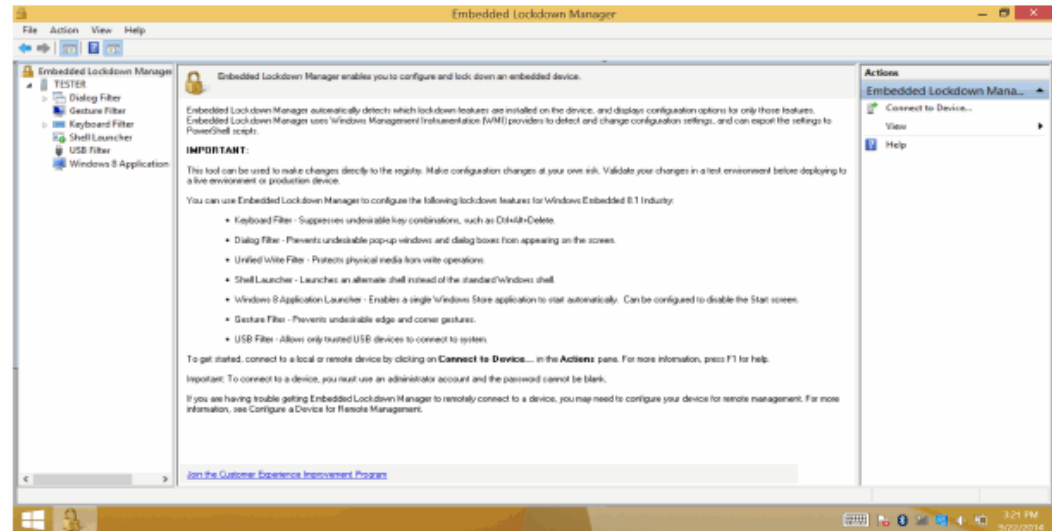 Embedded Lockdown Manager
File Action View Help
Embedded Lockdown Manager
TESTER
Dialog Filter
Gesture Filter
Keyboard Filter
Shell Launcher
USB Filter
Windows 8 Application
Embedded Lockdown Manager enables you to configure and lock down an embedded device.
Embedded Lockdown Manager automatically detects which lockdown features are installed on the device, and displays configuration options for only those features.
Embedded Lockdown Manager uses Windows Management Instrumentation (WMI) providers to detect and change configuration settings, and can export the settings to
PowerShell scripts.
IMPORTANT:
This tool can be used to make changes directly to the registry. Make configuration changes at your own risk. Validate your changes in a test environment before deploying to
a live environment or production device.
You can use Embedded Lockdown Manager to configure the following lockdown features for Windows Embedded 8.1 Industry:
• Keyboard Filter - Suppresses undesirable key combinations, such as Ctrl+Alt+Delete.
• Dialog Filter - Prevents undesirable pop-up windows and dialog boxes from appearing on the screen.
• Unified Write Filter - Protects physical media from write operations.
• Shell Launcher - Launches an alternate shell instead of the standard Windows shell.
• Windows 8 Application Launcher - Enables a single Windows Store application to start automatically. Can be configured to disable the Start screen.
• Gesture Filter - Prevents undesirable edge and corner gestures.
• USB Filter - Allows only trusted USB devices to connect to system.
To get started, connect to a local or remote device by clicking on Connect to Device... in the Actions pane. For more information, press F1 for help.
Important: To connect to a device, you must use an administrator account and the password cannot be blank.
If you are having trouble getting Embedded Lockdown Manager to remotely connect to a device, you may need to configure your device for remote management. For more
information, see Configure a Device for Remote Management.
Join the Customer Experience Improvement Program
Actions
Embedded Lockdown Mana...
Connect to Device...
View
Help
3:21 PM
9/22/2014